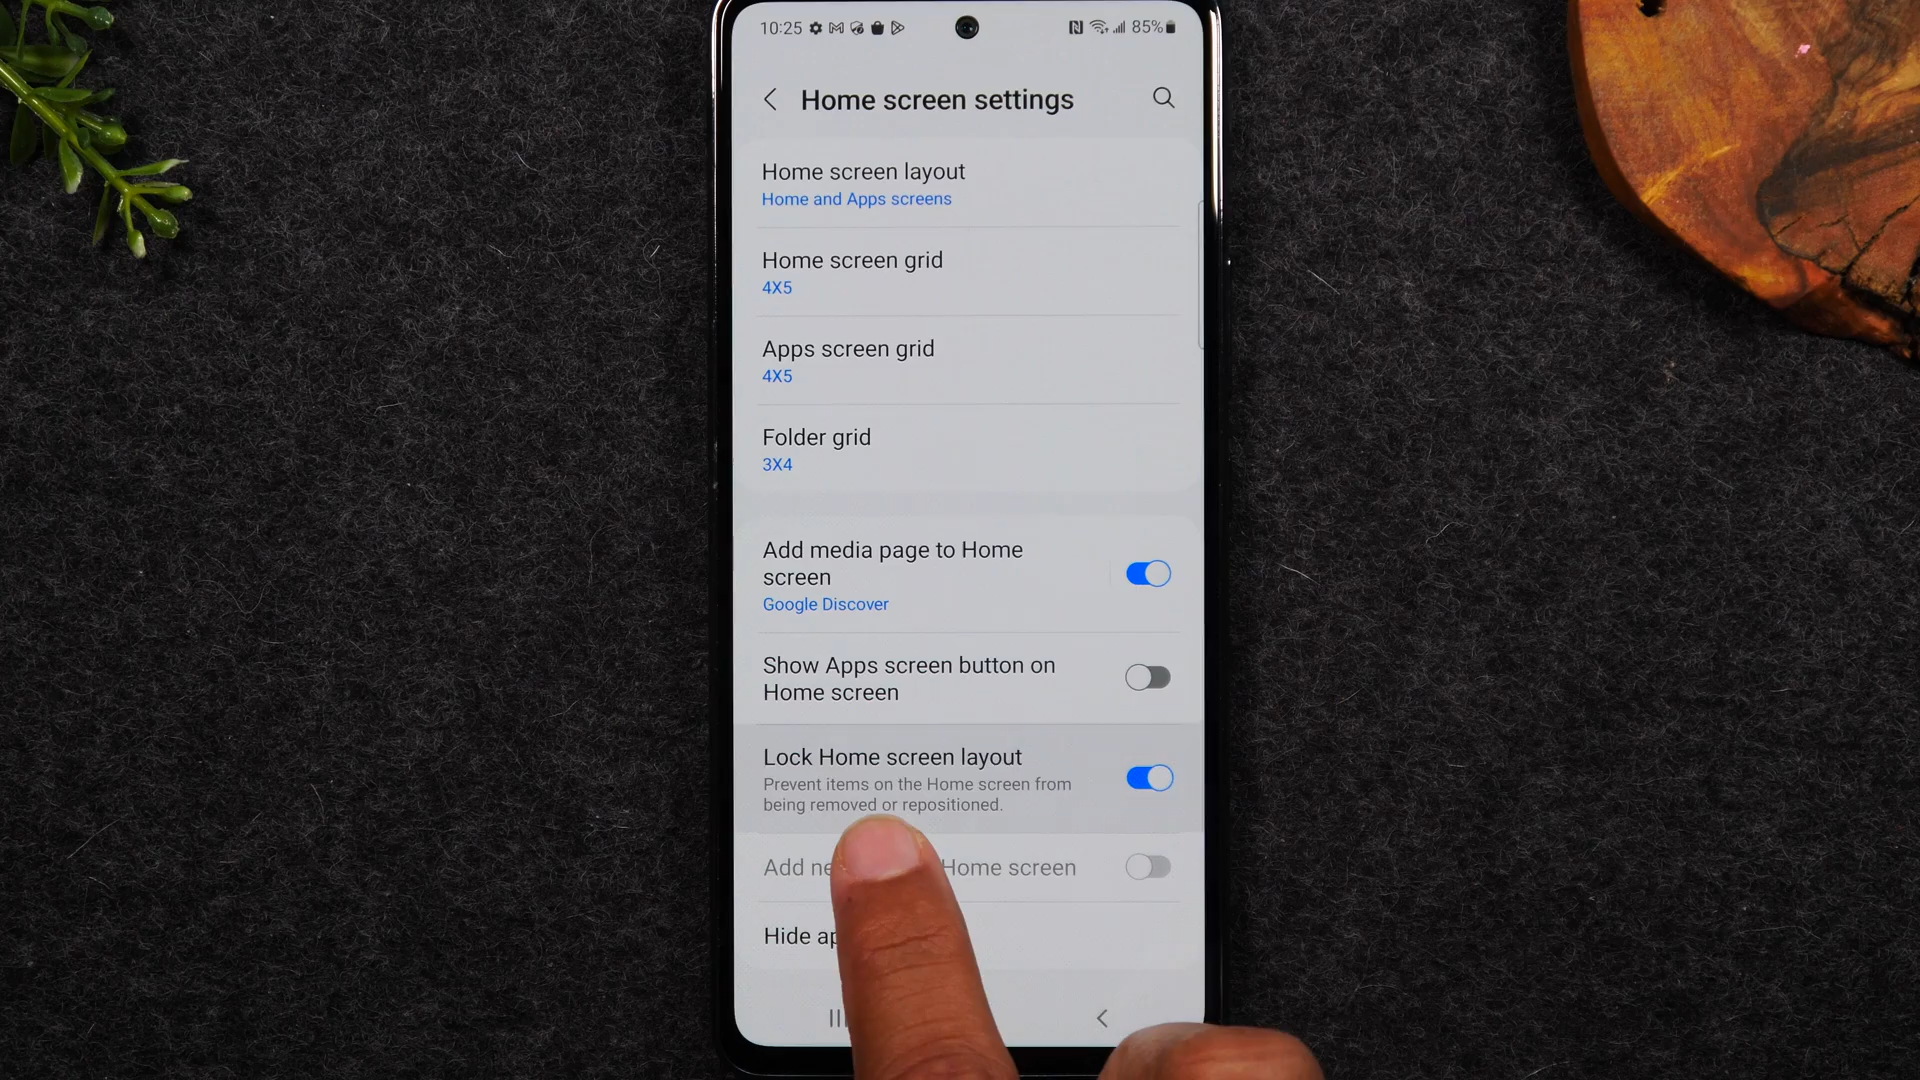 10:25 85%
Home screen settings
Home screen layout
Home and Apps screens
Home screen grid
4X5
Apps screen grid
4X5
Folder grid
3X4
Add media page to Home
screen
Google Discover
Show Apps screen button on
Home screen
Lock Home screen layout
Prevent items on the Home screen from
being removed or repositioned.
Add Home screen
Hide